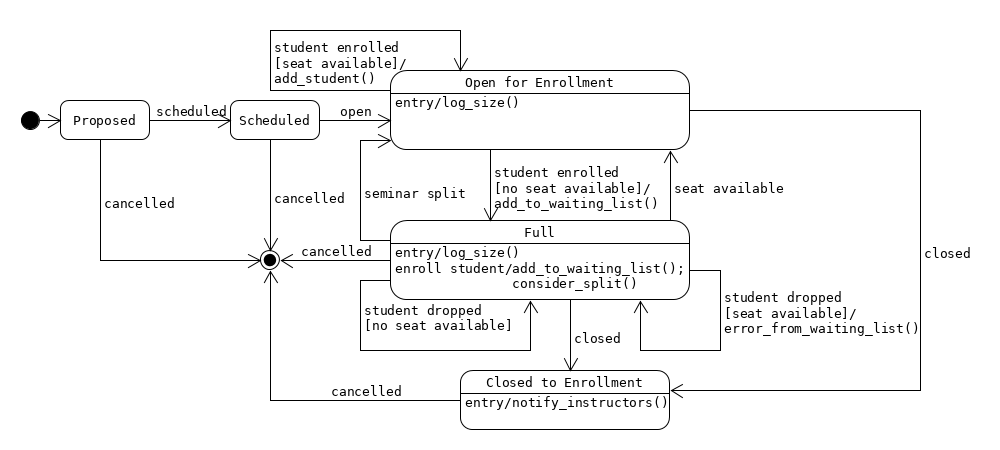 student enrolled
[seat available]/
add_student()
Open for Enrollment
entry/log_size()
Proposed
scheduled
Scheduled
open
cancelled
cancelled
seminar split
student enrolled
[no seat available]/
add_to_waiting_list()
seat available
closed
Full
entry/log_size()
enroll student/add_to_waiting_list();
consider_split()
cancelled
student dropped
[no seat available]
closed
student dropped
[seat available]/
error_from_waiting_list()
Closed to Enrollment
entry/notify_instructors()
cancelled